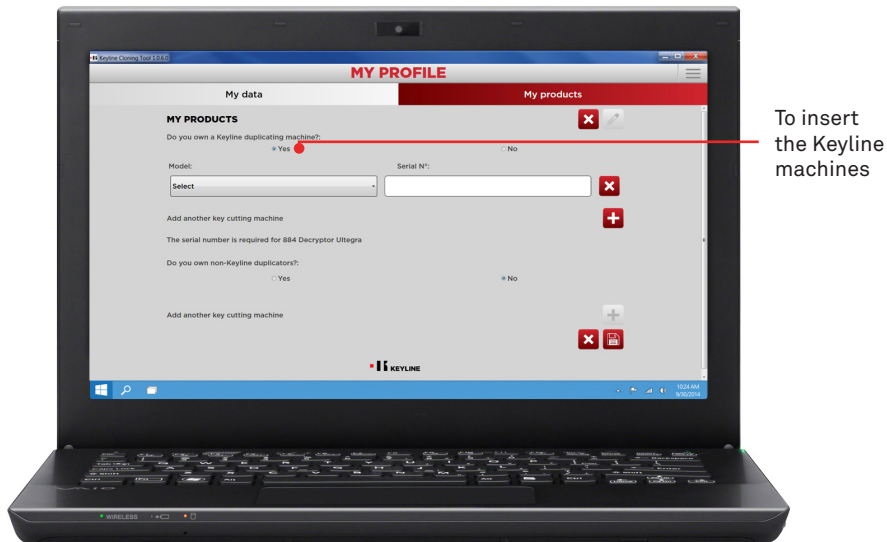 Keyline Cloning Tool 1.0.6.0
MY PROFILE
My data
My products
MY PRODUCTS
Do you own a Keyline duplicating machine?:
Yes
No
Model:
Serial N°:
Select
Add another key cutting machine
The serial number is required for 884 Decryptor Ultegra
Do you own non-Keyline duplicators?:
Yes
No
Add another key cutting machine
KEYLINE
10:24 AM
9/30/2014
To insert
the Keyline
machines
VAIO
WIRELESS